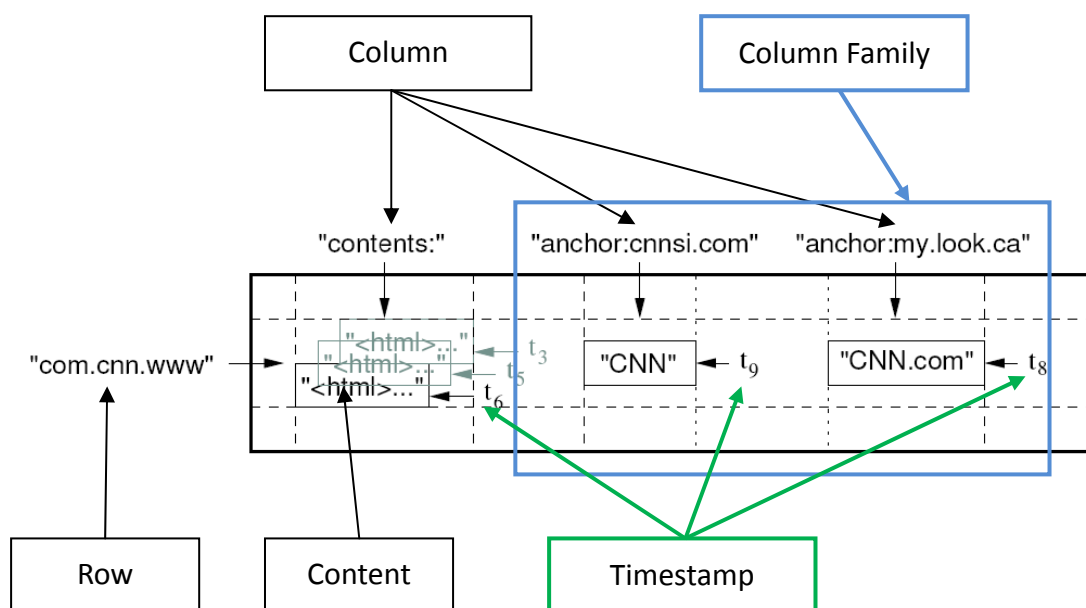 Column
Column Family
"contents:"
"anchor:cnnsi.com"
"anchor:my.look.ca"
"com.cnn.www"
"<html>..."
t3
"<html>..."
t5
"<html>..."
t6
"CNN"
t9
"CNN.com"
t8
Row
Content
Timestamp